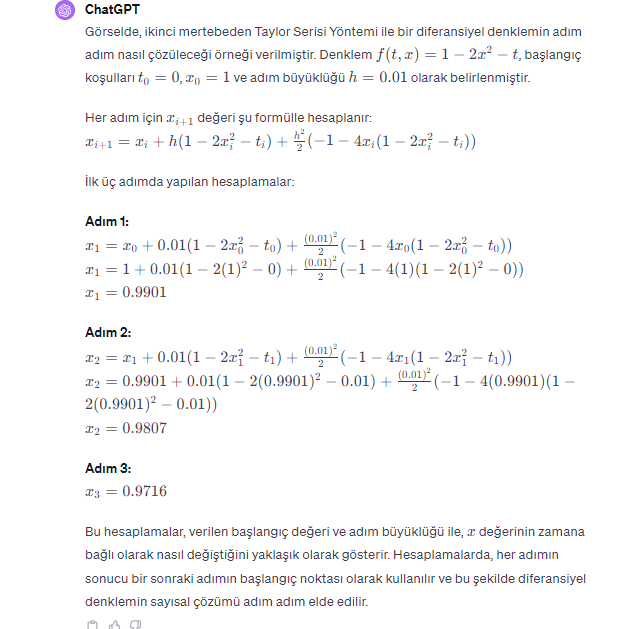 ChatGPT
Görselde, ikinci mertebeden Taylor Serisi Yöntemi ile bir diferansiyel denklemin adım
adım nasıl çözüleceği örneği verilmiştir. Denklem f(t, x) = 1 − 2x² − t, başlangıç
koşulları t₀ = 0, x₀ = 1 ve adım büyüklüğü h = 0.01 olarak belirlenmiştir.
Her adım için xᵢ₊₁ değeri şu formülle hesaplanır:
xᵢ₊₁ = xᵢ + h(1 − 2xᵢ² − tᵢ) + h²/2 (−1 − 4xᵢ(1 − 2xᵢ² − tᵢ))
İlk üç adımda yapılan hesaplamalar:
Adım 1:
x₁ = x₀ + 0.01(1 − 2x₀² − t₀) + (0.01)²/2 (−1 − 4x₀(1 − 2x₀² − t₀))
x₁ = 1 + 0.01(1 − 2(1)² − 0) + (0.01)²/2 (−1 − 4(1)(1 − 2(1)² − 0))
x₁ = 0.9901
Adım 2:
x₂ = x₁ + 0.01(1 − 2x₁² − t₁) + (0.01)²/2 (−1 − 4x₁(1 − 2x₁² − t₁))
x₂ = 0.9901 + 0.01(1 − 2(0.9901)² − 0.01) + (0.01)²/2 (−1 − 4(0.9901)(1 −
2(0.9901)² − 0.01))
x₂ = 0.9807
Adım 3:
x₃ = 0.9716
Bu hesaplamalar, verilen başlangıç değeri ve adım büyüklüğü ile, x değerinin zamana
bağlı olarak nasıl değiştiğini yaklaşık olarak gösterir. Hesaplamalarda, her adımın
sonucu bir sonraki adımın başlangıç noktası olarak kullanılır ve bu şekilde diferansiyel
denklemin sayısal çözümü adım adım elde edilir.